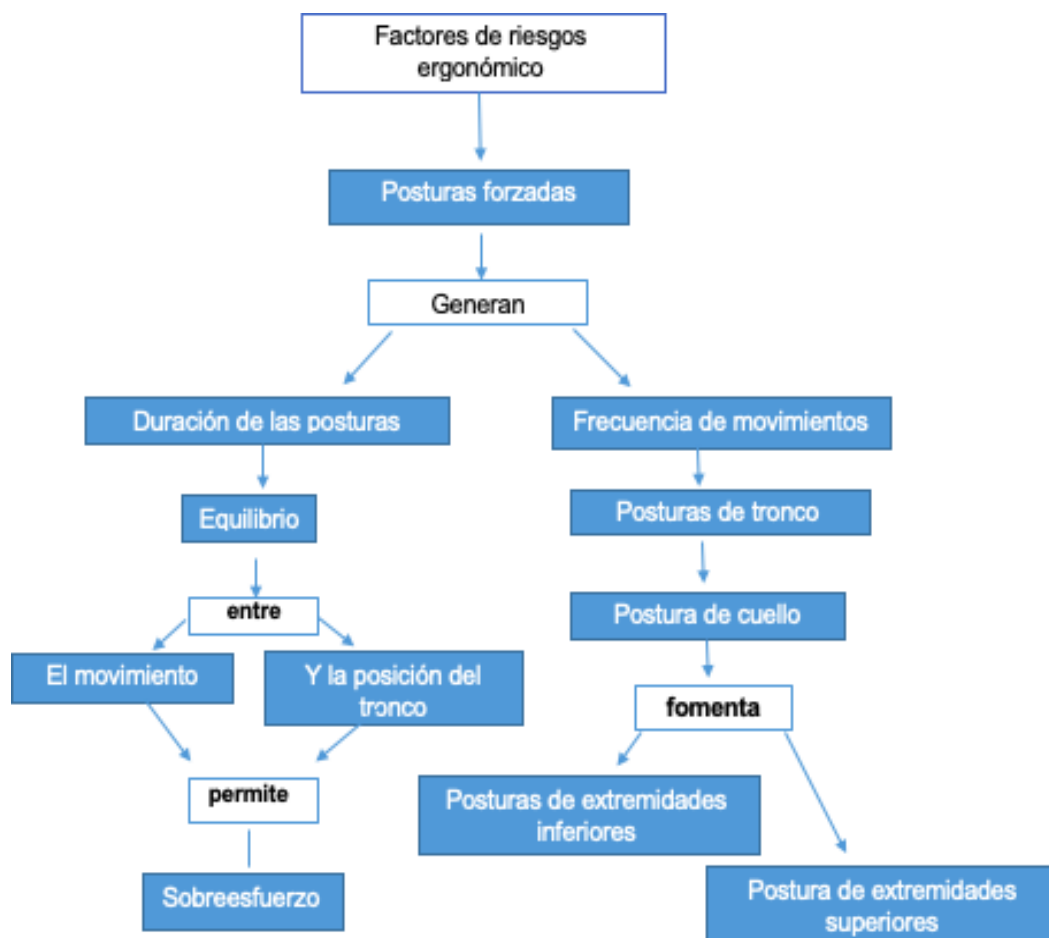 Factores de riesgos
ergonómico
Posturas forzadas
Generan
Duración de las posturas
Frecuencia de movimientos
Equilibrio
Posturas de tronco
entre
Postura de cuello
El movimiento
Y la posición del
tronco
fomenta
permite
Posturas de extremidades
inferiores
Sobreesfuerzo
Postura de extremidades
superiores